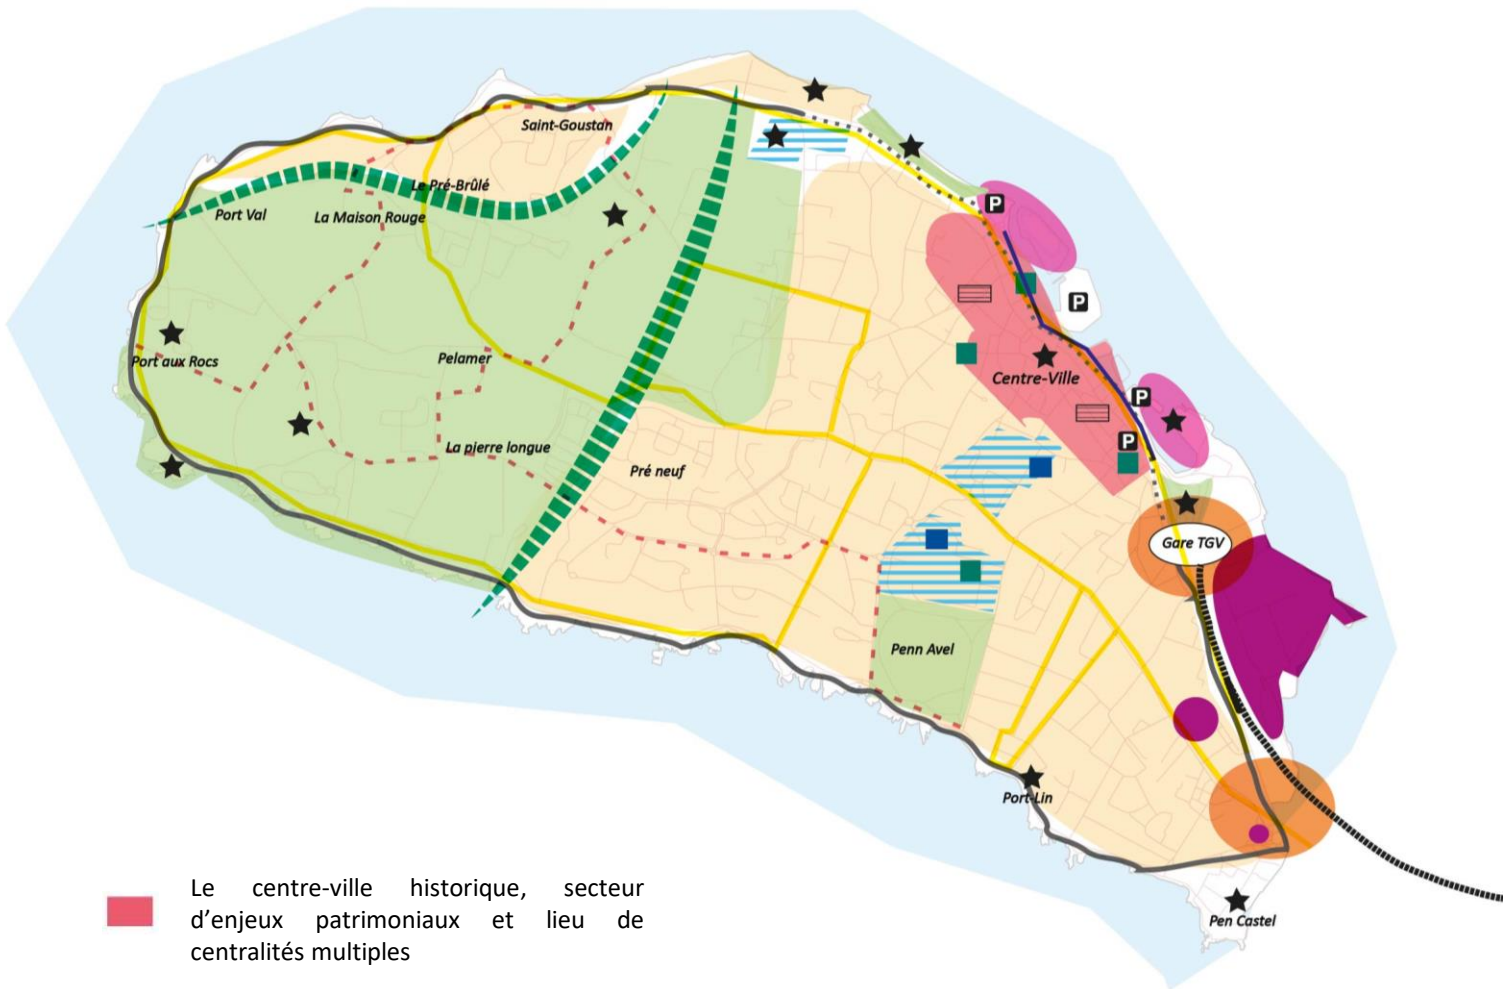 Saint-Goustan
Le Pré-Brûlé
Port Val
La Maison Rouge
P
P
Port aux Rocs
Pelamer
Centre-Ville
P
P
La pierre longue
Pré neuf
Gare TGV
Penn Avel
Port-Lin
Pen Castel
Le centre-ville historique, secteur
d’enjeux patrimoniaux et lieu de
centralités multiples